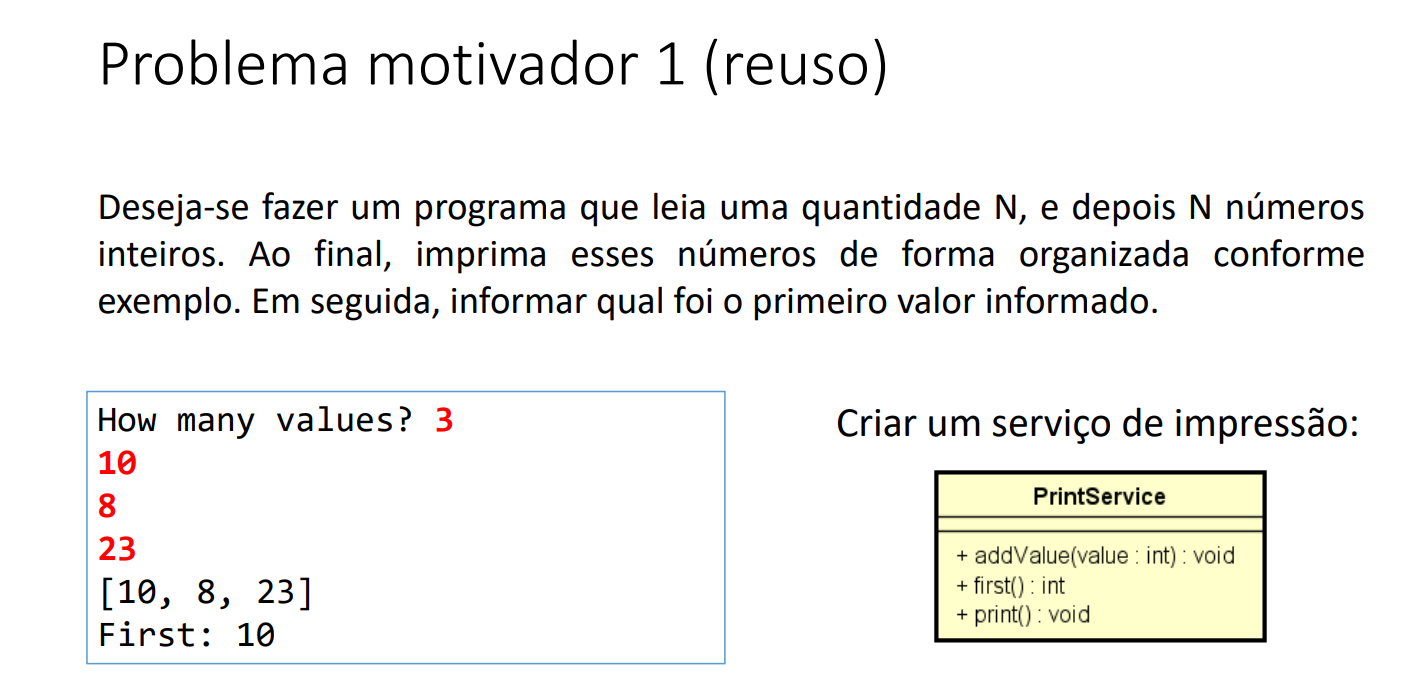 Problema motivador 1 (reuso)
Deseja-se fazer um programa que leia uma quantidade N, e depois N números
inteiros. Ao final, imprima esses números de forma organizada conforme
exemplo. Em seguida, informar qual foi o primeiro valor informado.
How many values? 3
10
8
23
[10, 8, 23]
First: 10
Criar um serviço de impressão:
PrintService
+ addValue(value : int) : void
+ first() : int
+ print() : void